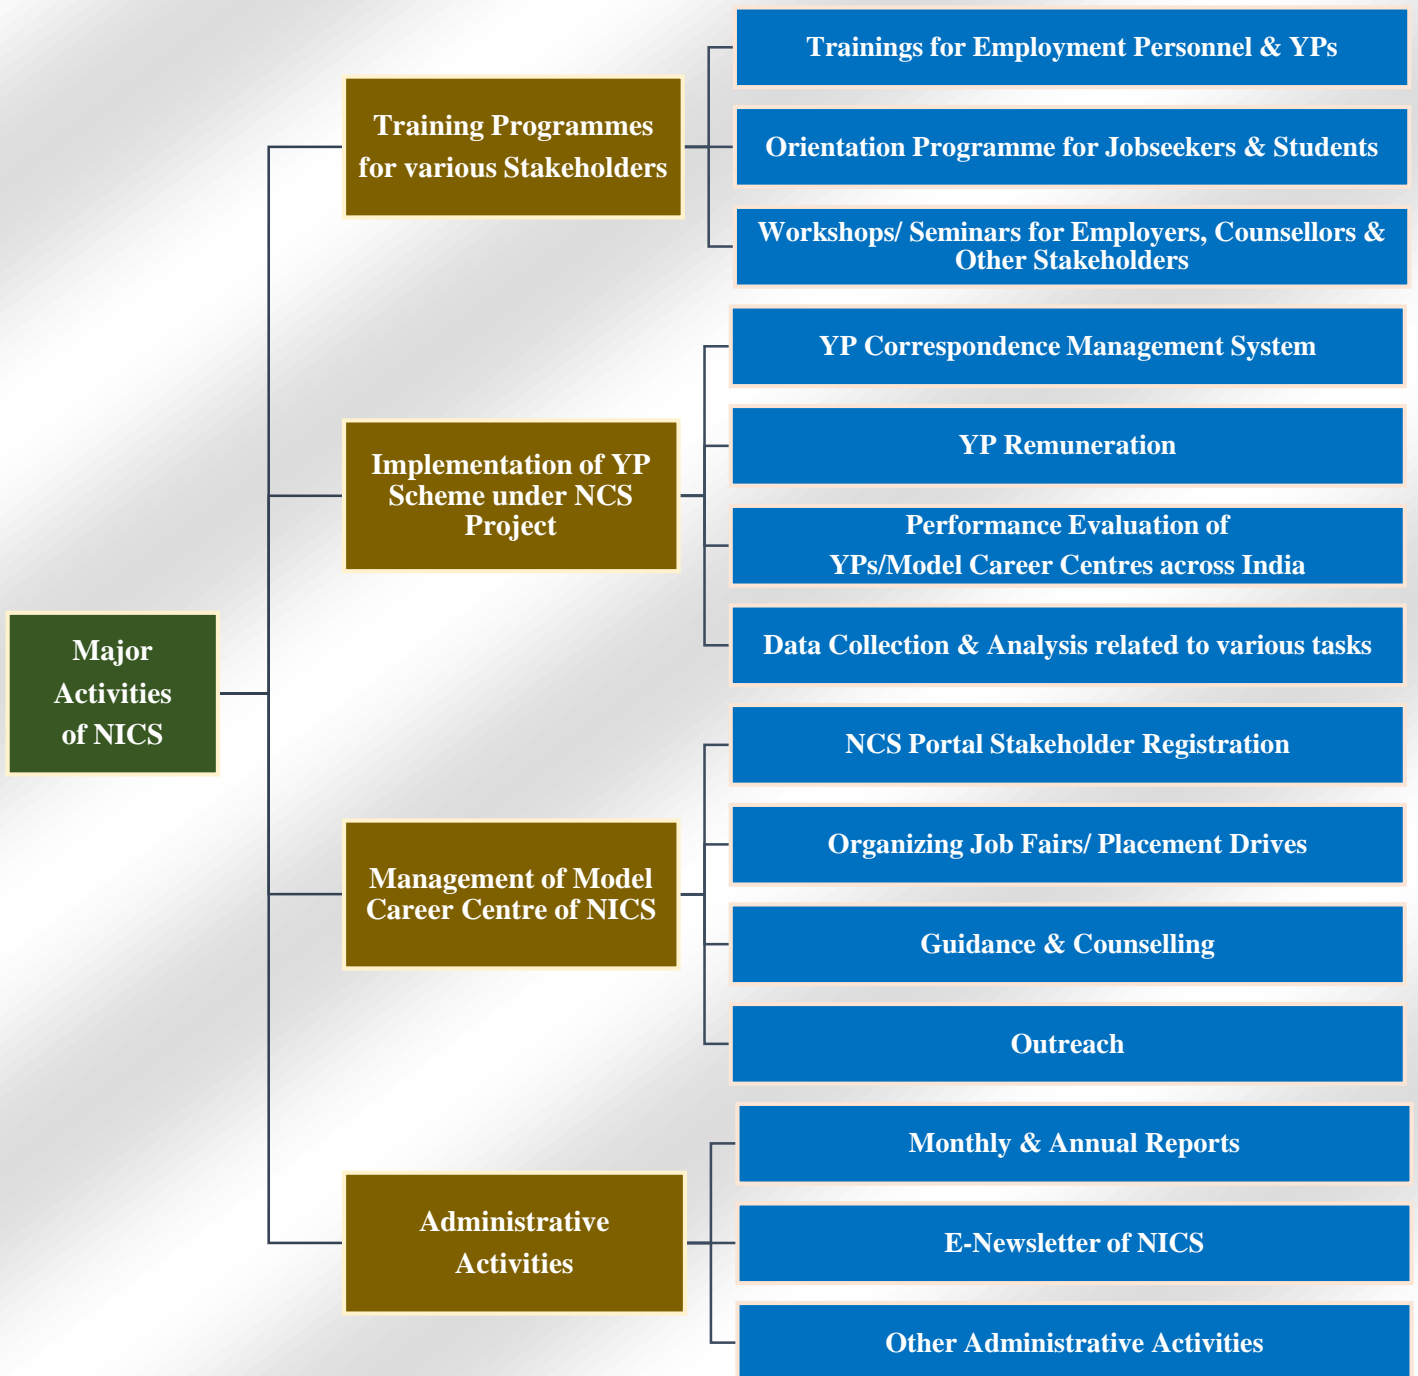 Major
Activities
of NICS
Training Programmes
for various Stakeholders
Trainings for Employment Personnel & YPs
Orientation Programme for Jobseekers & Students
Workshops/ Seminars for Employers, Counsellors &
Other Stakeholders
Implementation of YP
Scheme under NCS
Project
YP Correspondence Management System
YP Remuneration
Performance Evaluation of
YPs/Model Career Centres across India
Data Collection & Analysis related to various tasks
Management of Model
Career Centre of NICS
NCS Portal Stakeholder Registration
Organizing Job Fairs/ Placement Drives
Guidance & Counselling
Outreach
Administrative
Activities
Monthly & Annual Reports
E-Newsletter of NICS
Other Administrative Activities